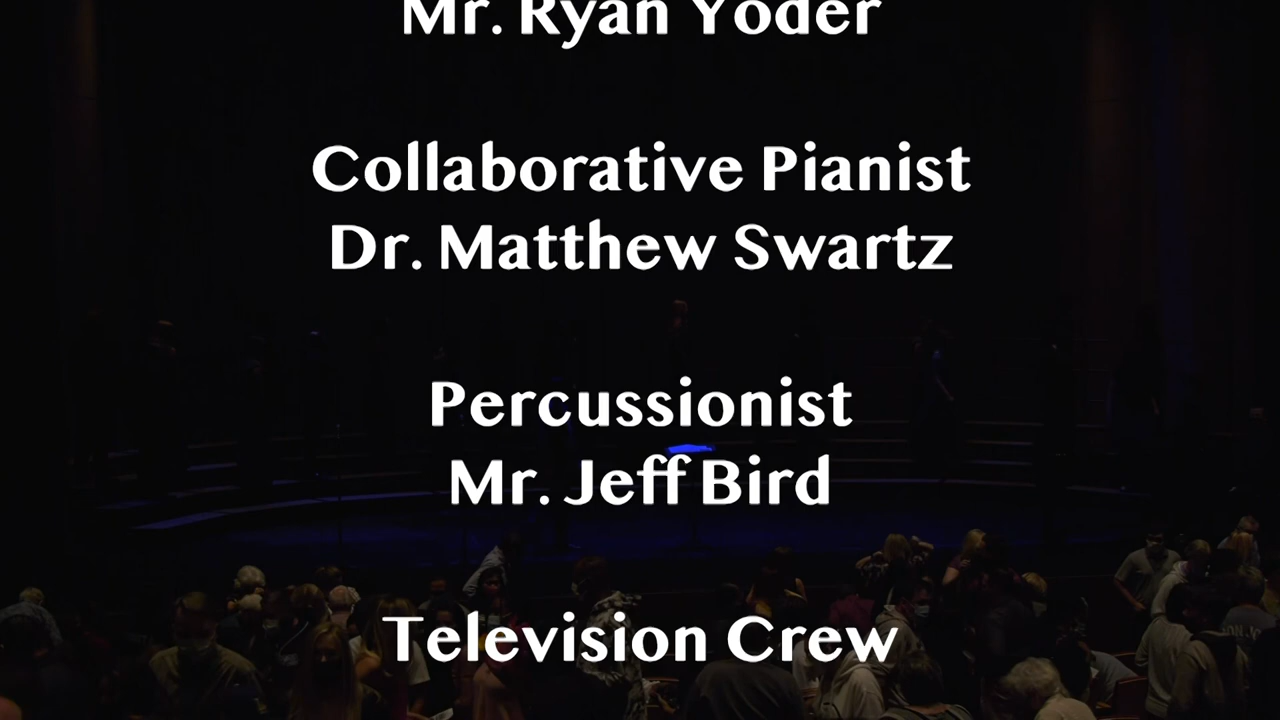 Mr. Ryan Yoder
Collaborative Pianist
Dr. Matthew Swartz
Percussionist
Mr. Jeff Bird
Television Crew